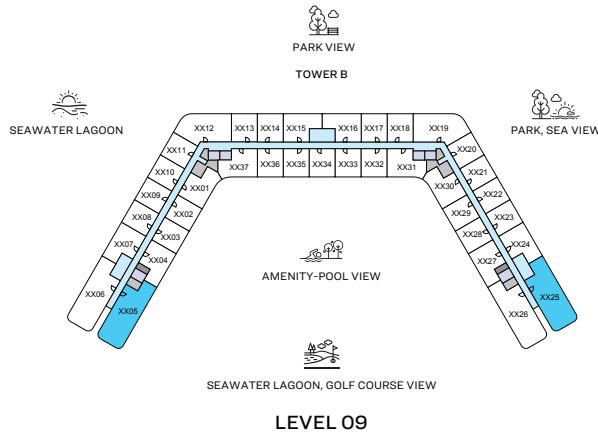 PARK VIEW
TOWER B
SEAWATER LAGOON
PARK, SEA VIEW
XX12
XX13
XX14
XX15
XX16
XX17
XX18
XX19
XX11
XX20
XX37
XX36
XX35
XX34
XX33
XX32
XX31
XX10
XX01
XX30
XX21
XX09
XX02
XX29
XX22
XX08
XX03
XX28
XX23
XX07
XX04
XX27
XX24
XX06
XX05
XX26
XX25
AMENITY-POOL VIEW
SEAWATER LAGOON, GOLF COURSE VIEW
LEVEL 09